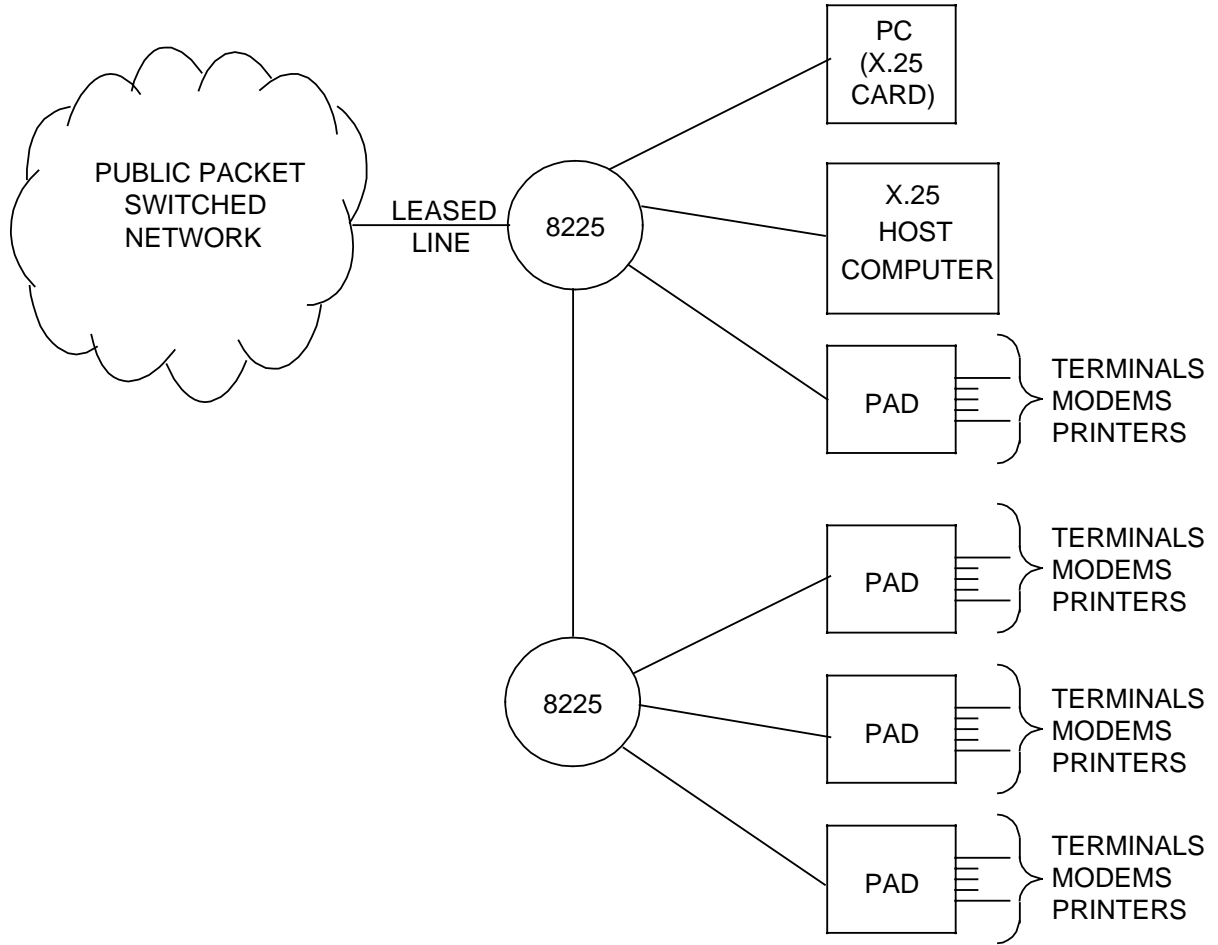 PC
(X.25
CARD)
PUBLIC PACKET
SWITCHED
NETWORK
LEASED
LINE
8225
X.25
HOST
COMPUTER
PAD
TERMINALS
MODEMS
PRINTERS
PAD
TERMINALS
MODEMS
PRINTERS
8225
PAD
TERMINALS
MODEMS
PRINTERS
PAD
TERMINALS
MODEMS
PRINTERS